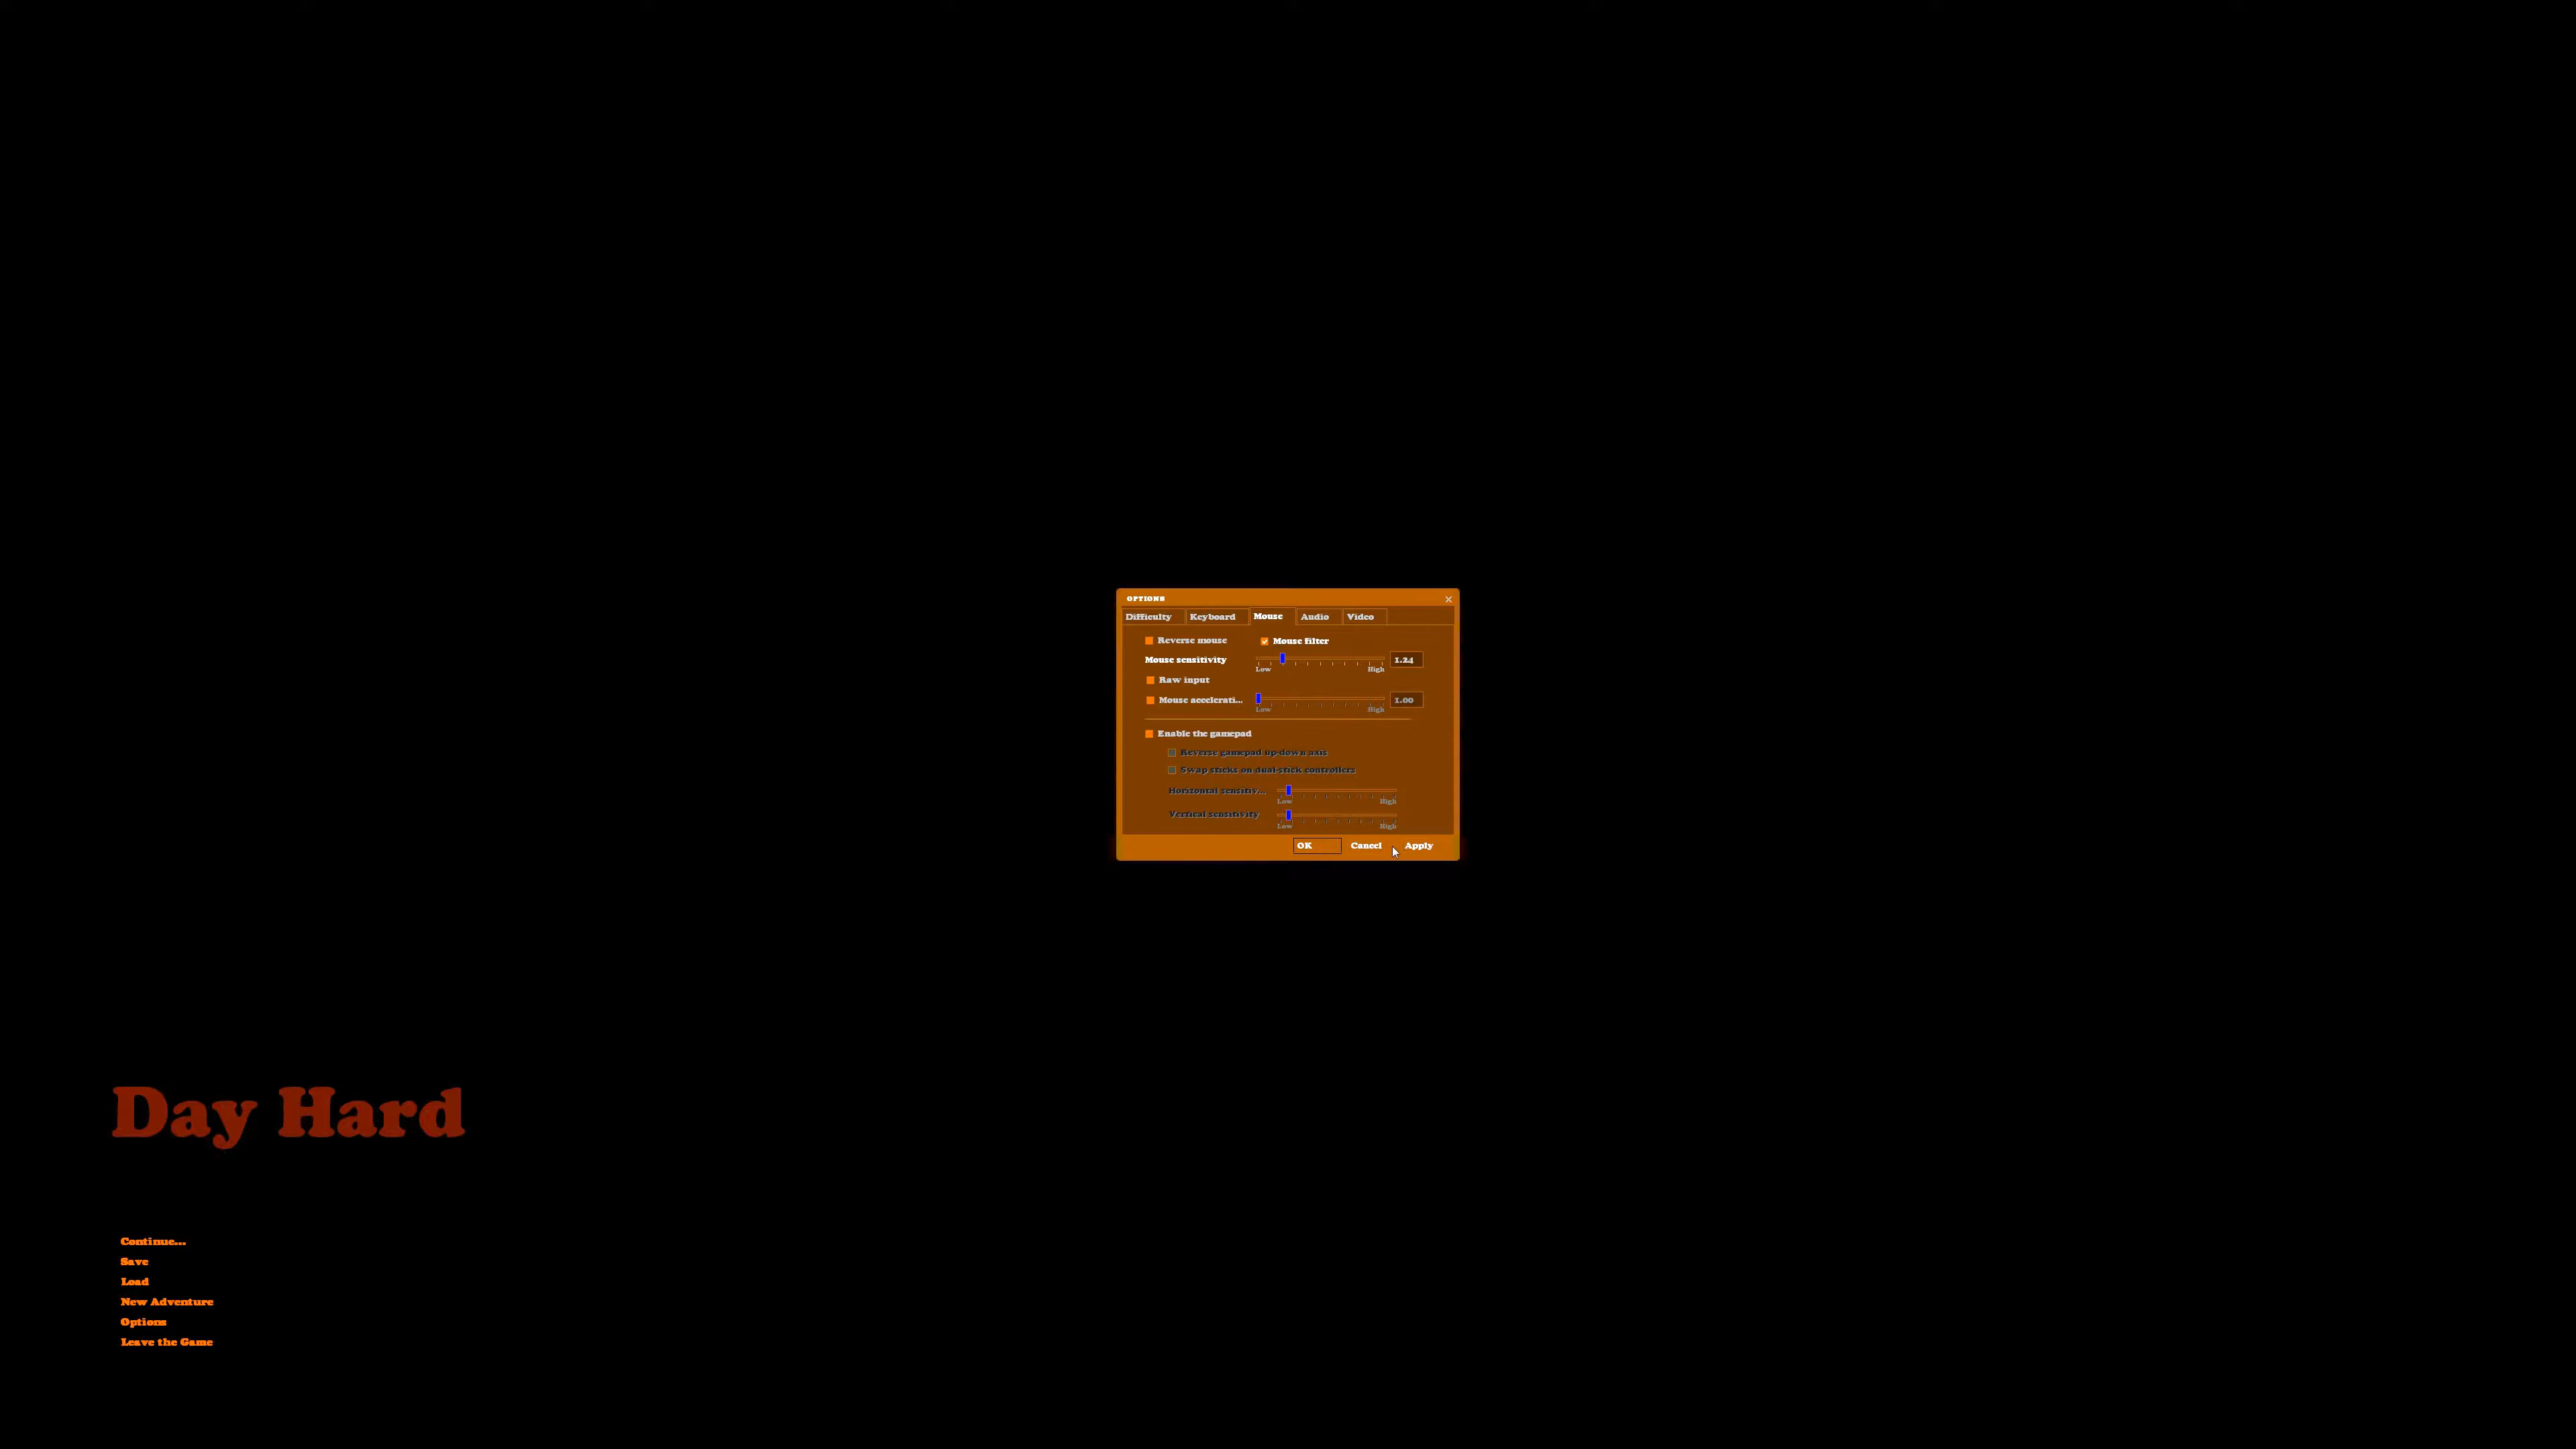 OPTIONS
Difficulty Keyboard Mouse Audio Video
Reverse mouse Mouse filter
Mouse sensitivity 1.24
Low High
Raw input
Mouse accelerati... 1.00
Low High
Enable the gamepad
Reverse gamepad up-down axis
Swap sticks on dual-stick controllers
Horizontal sensitiv...
Low High
Vertical sensitivity
Low High
OK Cancel Apply
Day Hard
Continue...
Save
Load
New Adventure
Options
Leave the Game